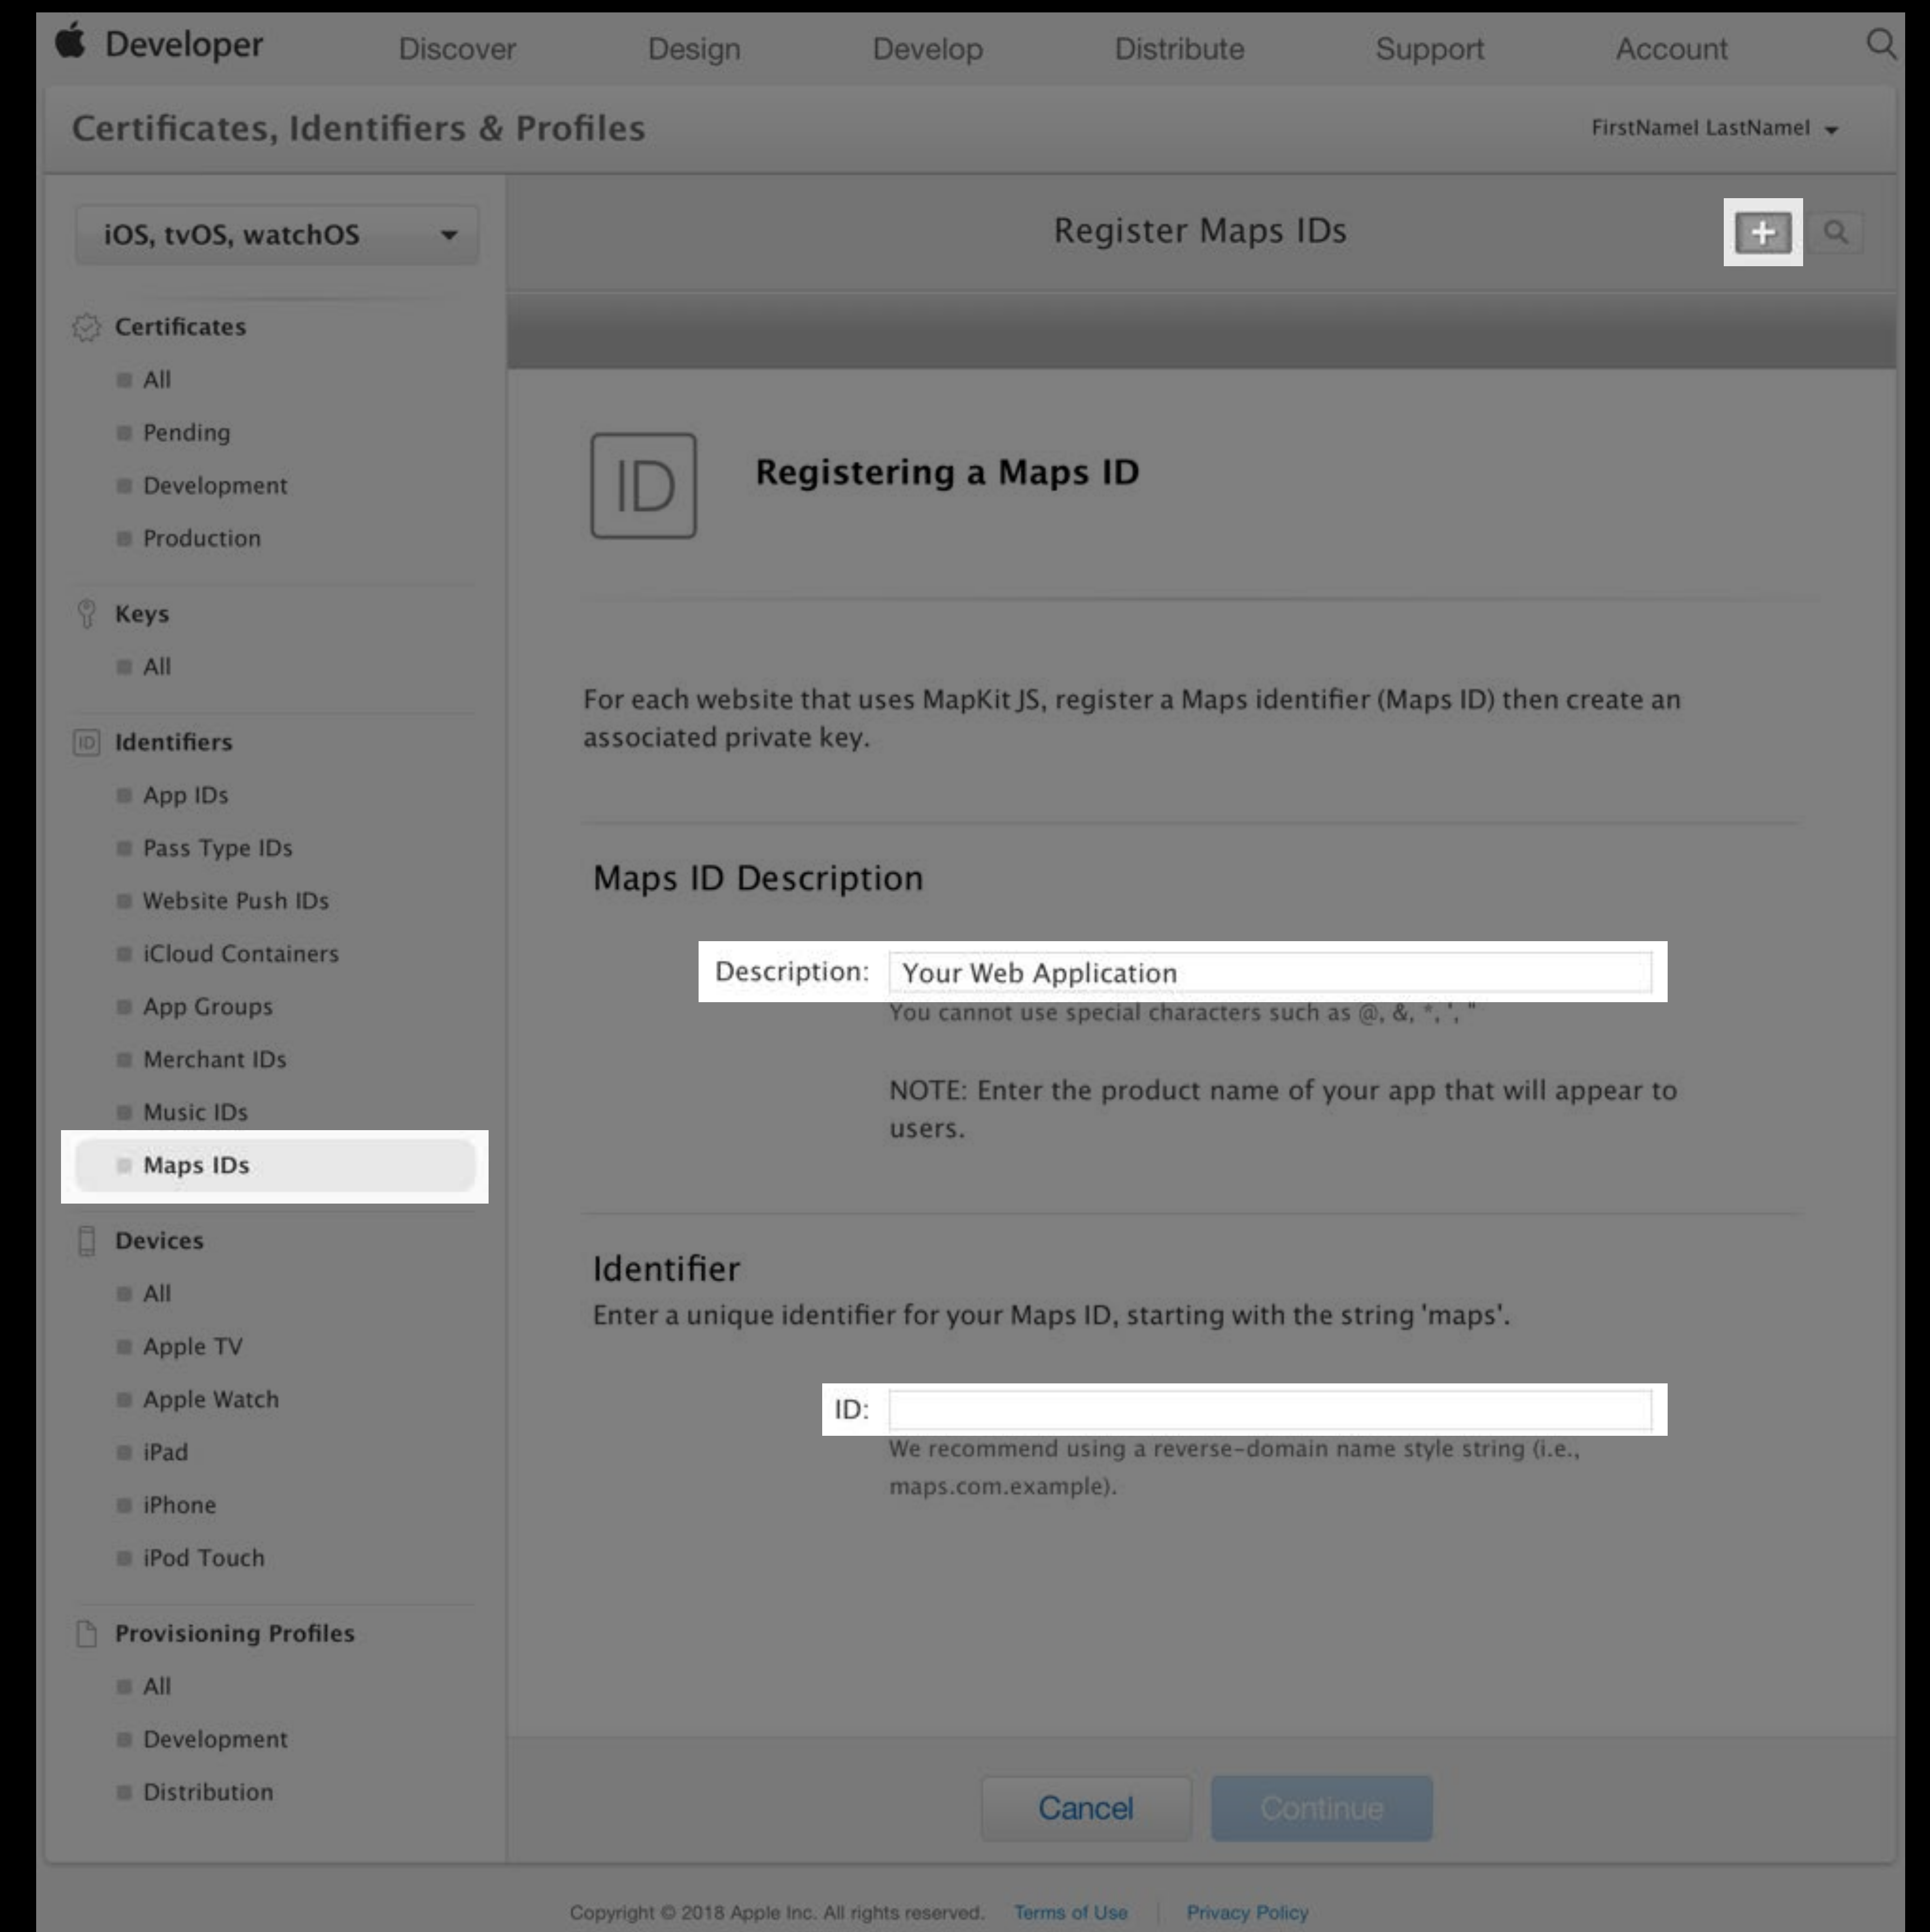 Developer Discover Design Develop Distribute Support Account
Certificates, Identifiers & Profiles
FirstNamel LastNamel
iOS, tvOS, watchOS
Certificates
All
Pending
Development
Production
Keys
All
Identifiers
App IDs
Pass Type IDs
Website Push IDs
iCloud Containers
App Groups
Merchant IDs
Music IDs
Maps IDs
Devices
All
Apple TV
Apple Watch
iPad
iPhone
iPod Touch
Provisioning Profiles
All
Development
Distribution
Register Maps IDs
+
ID
Registering a Maps ID
For each website that uses MapKit JS, register a Maps identifier (Maps ID) then create an
associated private key.
Maps ID Description
Description: Your Web Application
You cannot use special characters such as @, &, *, ', "
NOTE: Enter the product name of your app that will appear to
users.
Identifier
Enter a unique identifier for your Maps ID, starting with the string 'maps'.
ID:
We recommend using a reverse-domain name style string (i.e.,
maps.com.example).
Cancel Continue
Copyright © 2018 Apple Inc. All rights reserved. Terms of Use | Privacy Policy